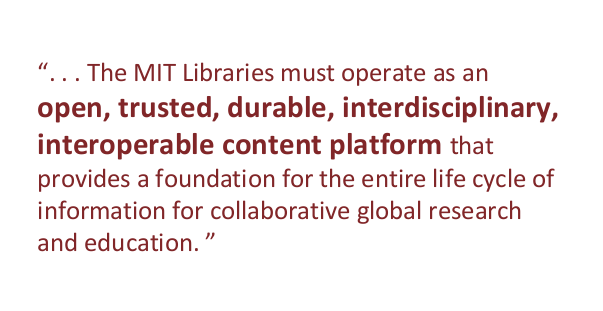 “. . . The MIT Libraries must operate as an
open, trusted, durable, interdisciplinary,
interoperable content platform that
provides a foundation for the entire life cycle of
information for collaborative global research
and education. ”